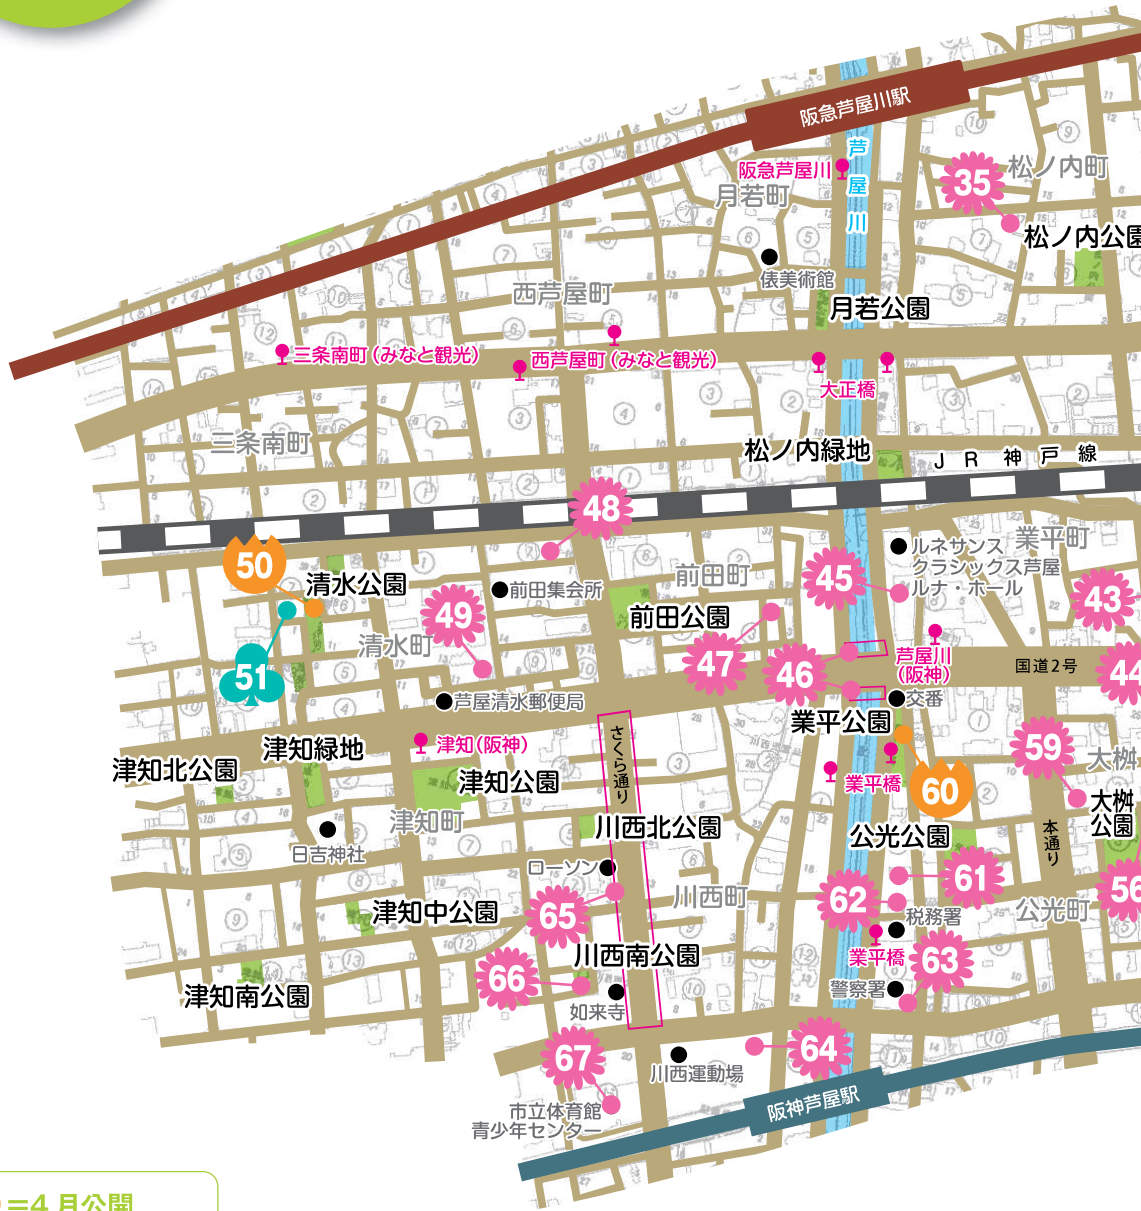 阪急芦屋川駅
芦屋川
阪急芦屋川
月若町
35
松ノ内町
松ノ内公園
俵美術館
西芦屋町
月若公園
三条南町(みなと観光)
西芦屋町(みなと観光)
大正橋
三条南町
松ノ内緑地
JR神戸線
48
50
清水公園
前田集会所
前田町
45
ルネサンス
クラシックス芦屋
ルナ・ホール
業平町
43
49
前田公園
清水町
47
46
芦屋川
(阪神)
国道2号
44
51
芦屋清水郵便局
交番
業平公園
さくら通り
津知緑地
津知(阪神)
津知北公園
津知公園
59
大桝
業平橋
60
大桝
公園
津知町
川西北公園
公光公園
本通り
日吉神社
ローソン
61
56
川西町
62
津知中公園
65
税務署
公光町
業平橋
川西南公園
63
66
警察署
津知南公園
如来寺
67
64
川西運動場
市立体育館
青少年センター
阪神芦屋駅
=4月公開